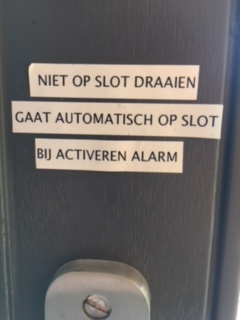 NIET OP SLOT DRAAIEN
GAAT AUTOMATISCH OP SLOT
BIJ ACTIVEREN ALARM